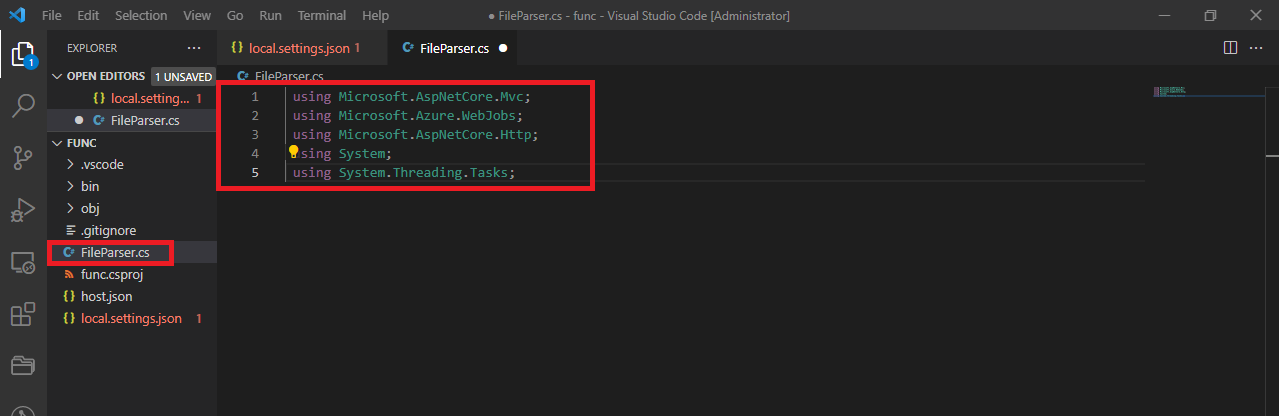 File Edit Selection View Go Run Terminal Help ● FileParser.cs - func - Visual Studio Code [Administrator]
EXPLORER ···
{} local.settings.json 1 C# FileParser.cs ●
OPEN EDITORS 1 UNSAVED
C# FileParser.cs
{} local.setting... 1
● C# FileParser.cs
FUNC
.vscode
bin
obj
.gitignore
C# FileParser.cs
func.csproj
{} host.json
{} local.settings.json 1
1
1 using Microsoft.AspNetCore.Mvc;
2 using Microsoft.Azure.WebJobs;
3 using Microsoft.AspNetCore.Http;
4 using System;
5 using System.Threading.Tasks;